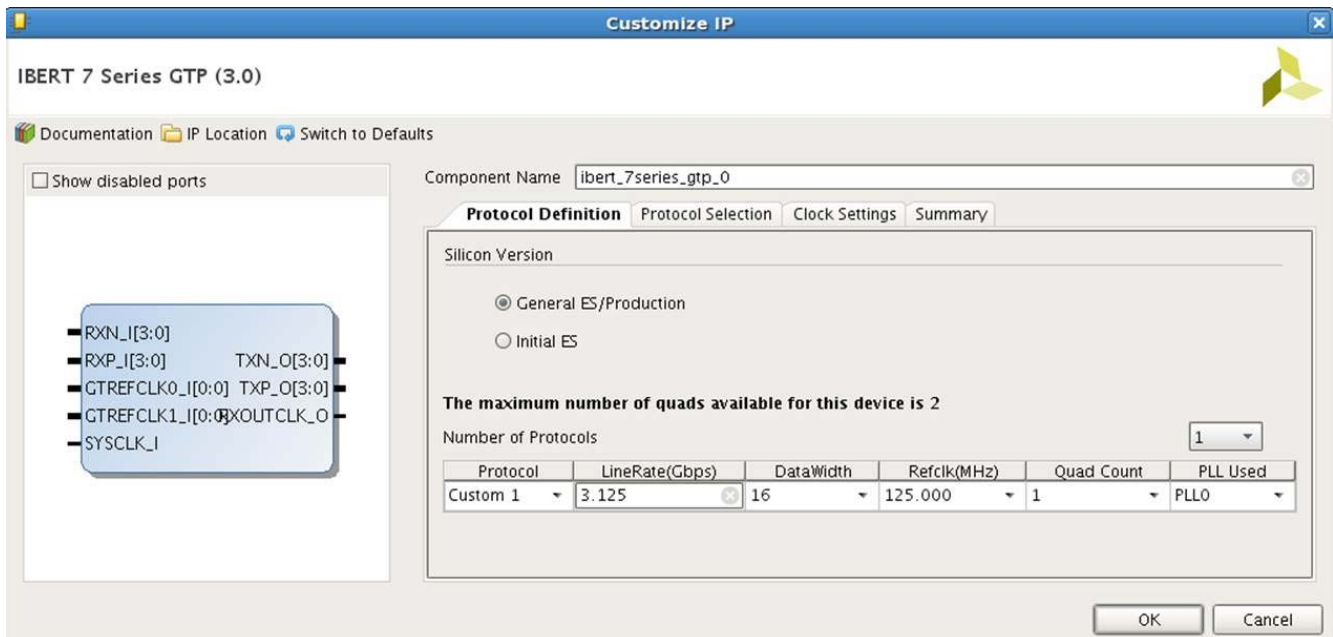 Customize IP
IBERT 7 Series GTP (3.0)
Documentation IP Location Switch to Defaults
Show disabled ports
RXN_I[3:0]
RXP_I[3:0] TXN_O[3:0]
GTREFCLK0_I[0:0] TXP_O[3:0]
GTREFCLK1_I[0:0] RXOUTCLK_O
SYSCLK_I
Component Name ibert_7series_gtp_0
Protocol Definition Protocol Selection Clock Settings Summary
Silicon Version
General ES/Production
Initial ES
The maximum number of quads available for this device is 2
Number of Protocols 1
Protocol LineRate(Gbps) DataWidth Refclk(MHz) Quad Count PLL Used
Custom 1 3.125 16 125.000 1 PLL0
OK Cancel